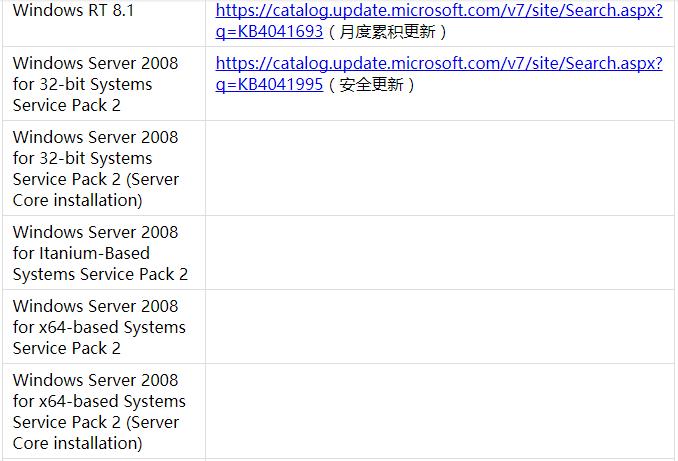 Windows RT 8.1
https://catalog.update.microsoft.com/v7/site/Search.aspx?
q=KB4041693（月度累积更新）
Windows Server 2008
for 32-bit Systems
Service Pack 2
https://catalog.update.microsoft.com/v7/site/Search.aspx?
q=KB4041995（安全更新）
Windows Server 2008
for 32-bit Systems
Service Pack 2 (Server
Core installation)
Windows Server 2008
for Itanium-Based
Systems Service Pack 2
Windows Server 2008
for x64-based Systems
Service Pack 2
Windows Server 2008
for x64-based Systems
Service Pack 2 (Server
Core installation)